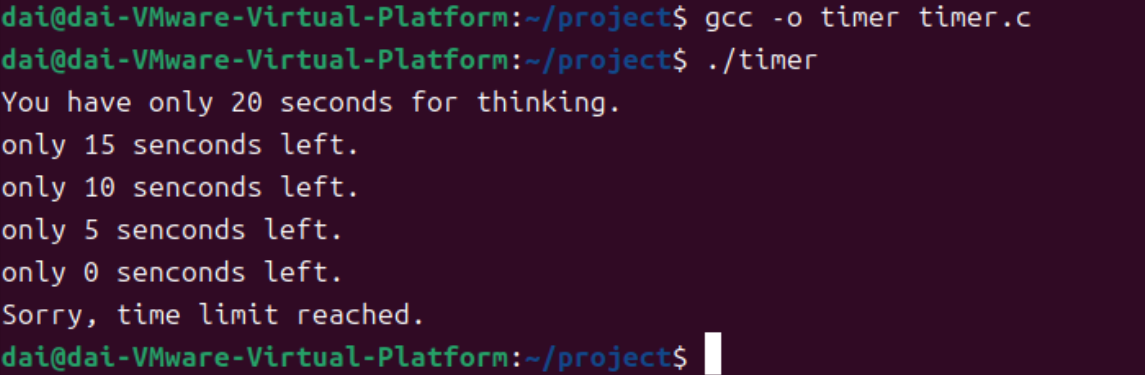 dai@dai-VMware-Virtual-Platform:~/project$ gcc -o timer timer.c
dai@dai-VMware-Virtual-Platform:~/project$ ./timer
You have only 20 seconds for thinking.
only 15 senconds left.
only 10 senconds left.
only 5 senconds left.
only 0 senconds left.
Sorry, time limit reached.
dai@dai-VMware-Virtual-Platform:~/project$